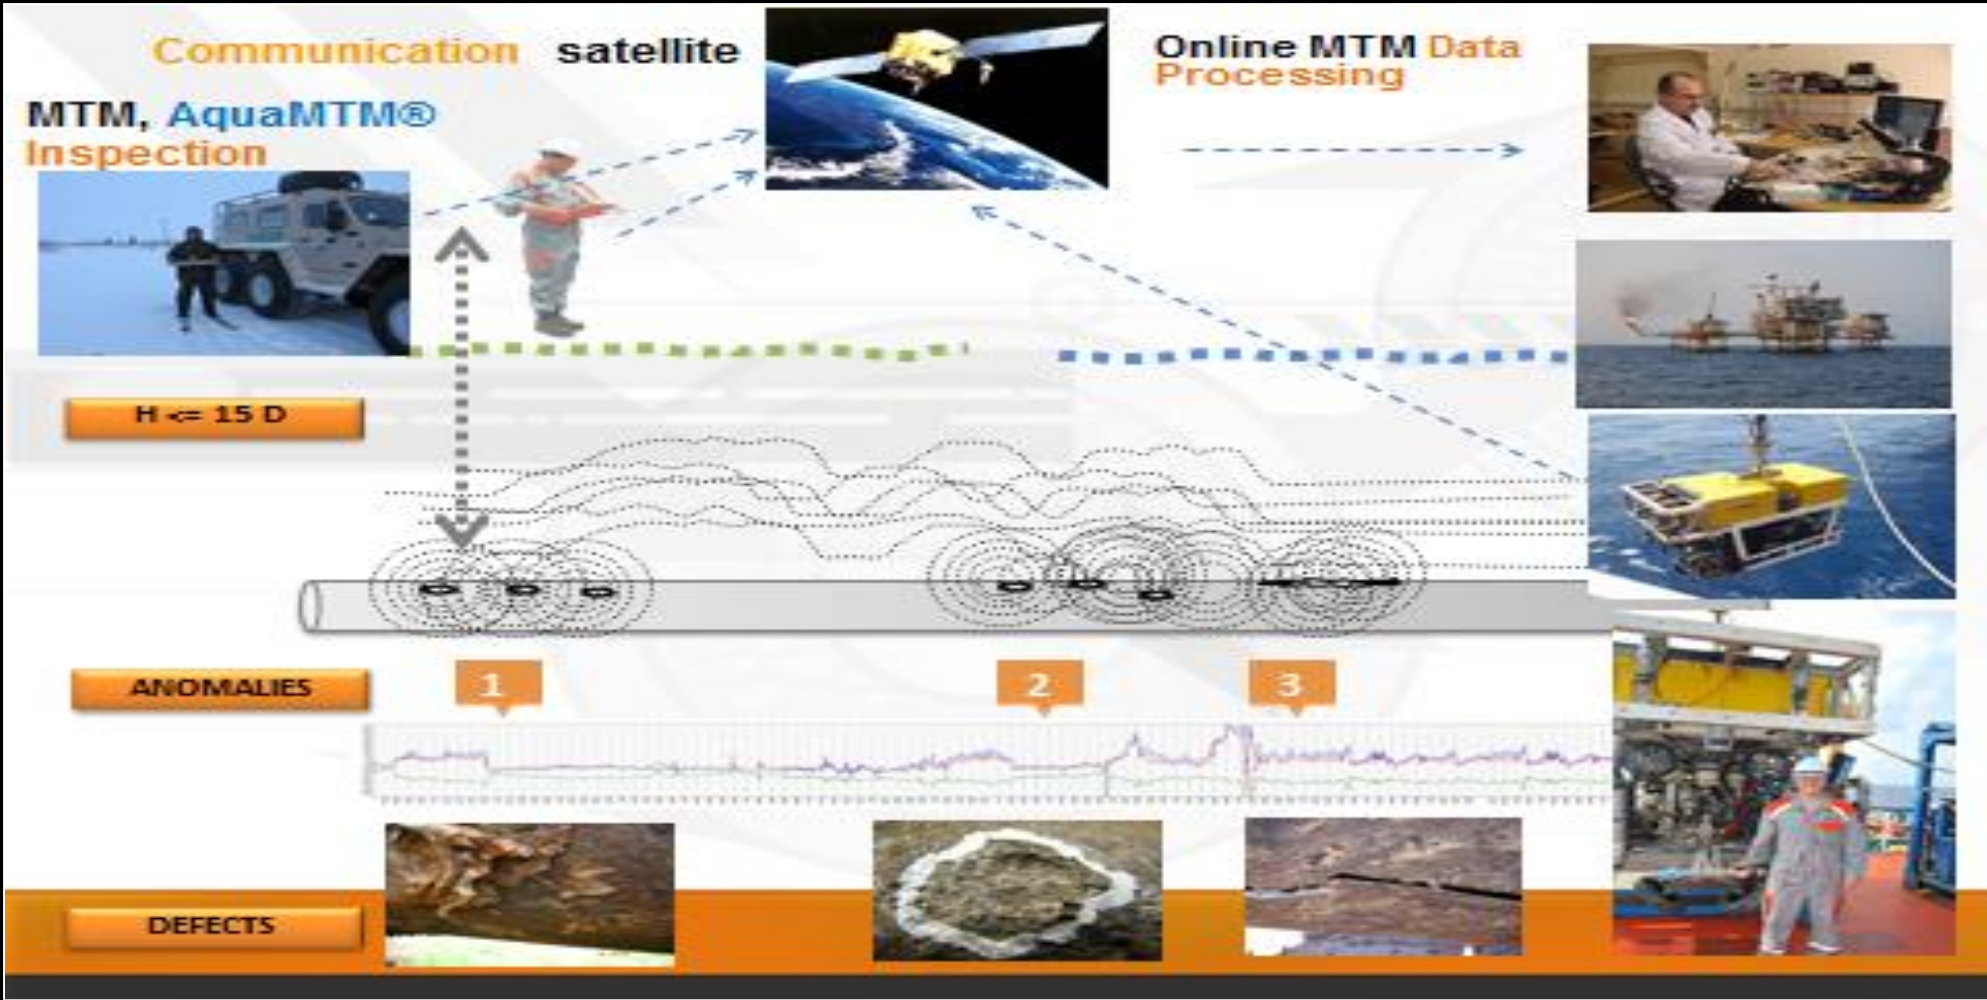 Communication satellite
Online MTM Data
Processing
MTM, AquaMTM®
Inspection
H <= 15 D
ANOMALIES
1
2
3
DEFECTS